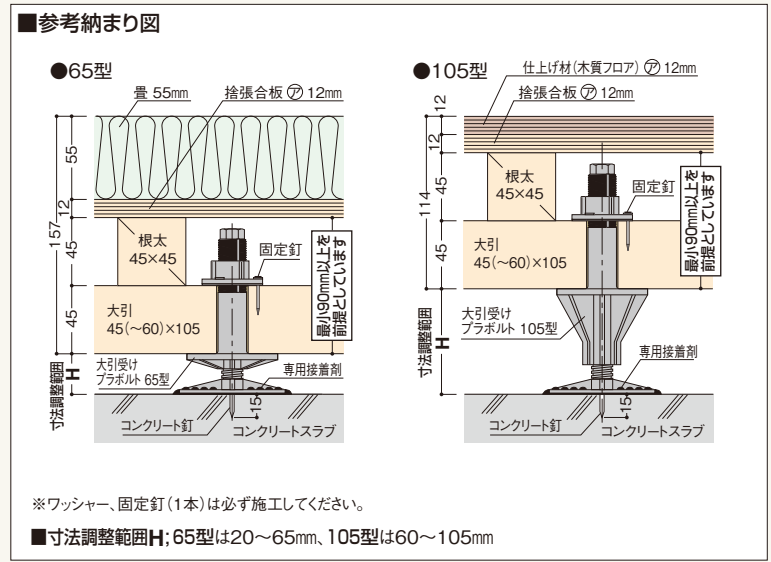 ■参考納まり図
●65型
畳 55mm
捨張合板 ㋐ 12mm
157
55
12
45
45
寸法調整範囲
H
根太
45×45
固定釘
最小90mm以上を
前提としています
大引
45(～60)×105
大引受け
プラボルト 65型
専用接着剤
15
コンクリート釘
コンクリートスラブ
●105型
仕上げ材(木質フロア) ㋐ 12mm
捨張合板 ㋐ 12mm
12
12
114
45
45
寸法調整範囲
H
根太
45×45
固定釘
最小90mm以上を
前提としています
大引
45(～60)×105
大引受け
プラボルト 105型
専用接着剤
15
コンクリート釘
コンクリートスラブ
※ワッシャー、固定釘(1本)は必ず施工してください。
■寸法調整範囲H；65型は20～65mm、105型は60～105mm